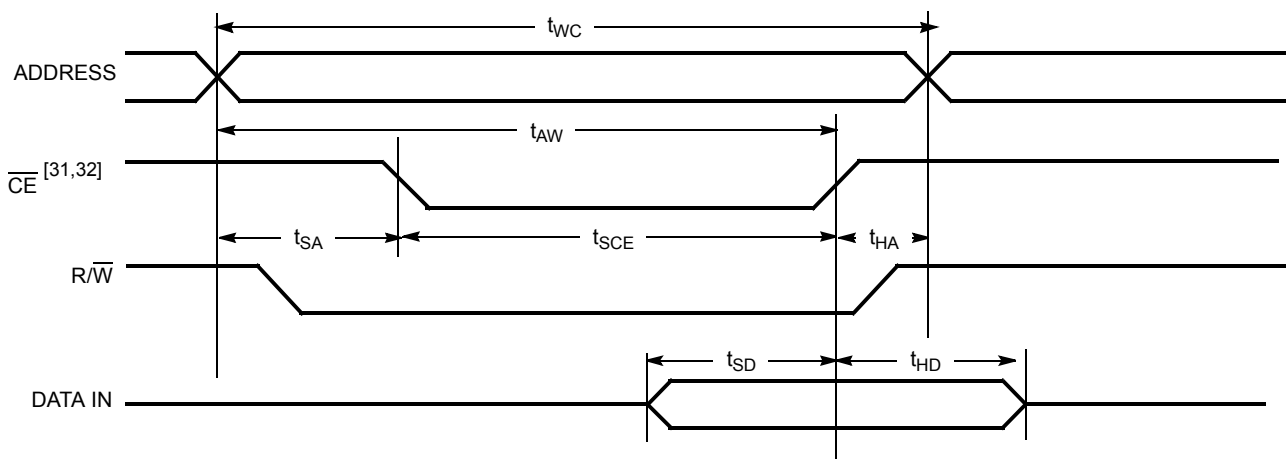 tWC
ADDRESS
tAW
CE [31,32]
tSA tSCE tHA
R/W
tSD tHD
DATA IN